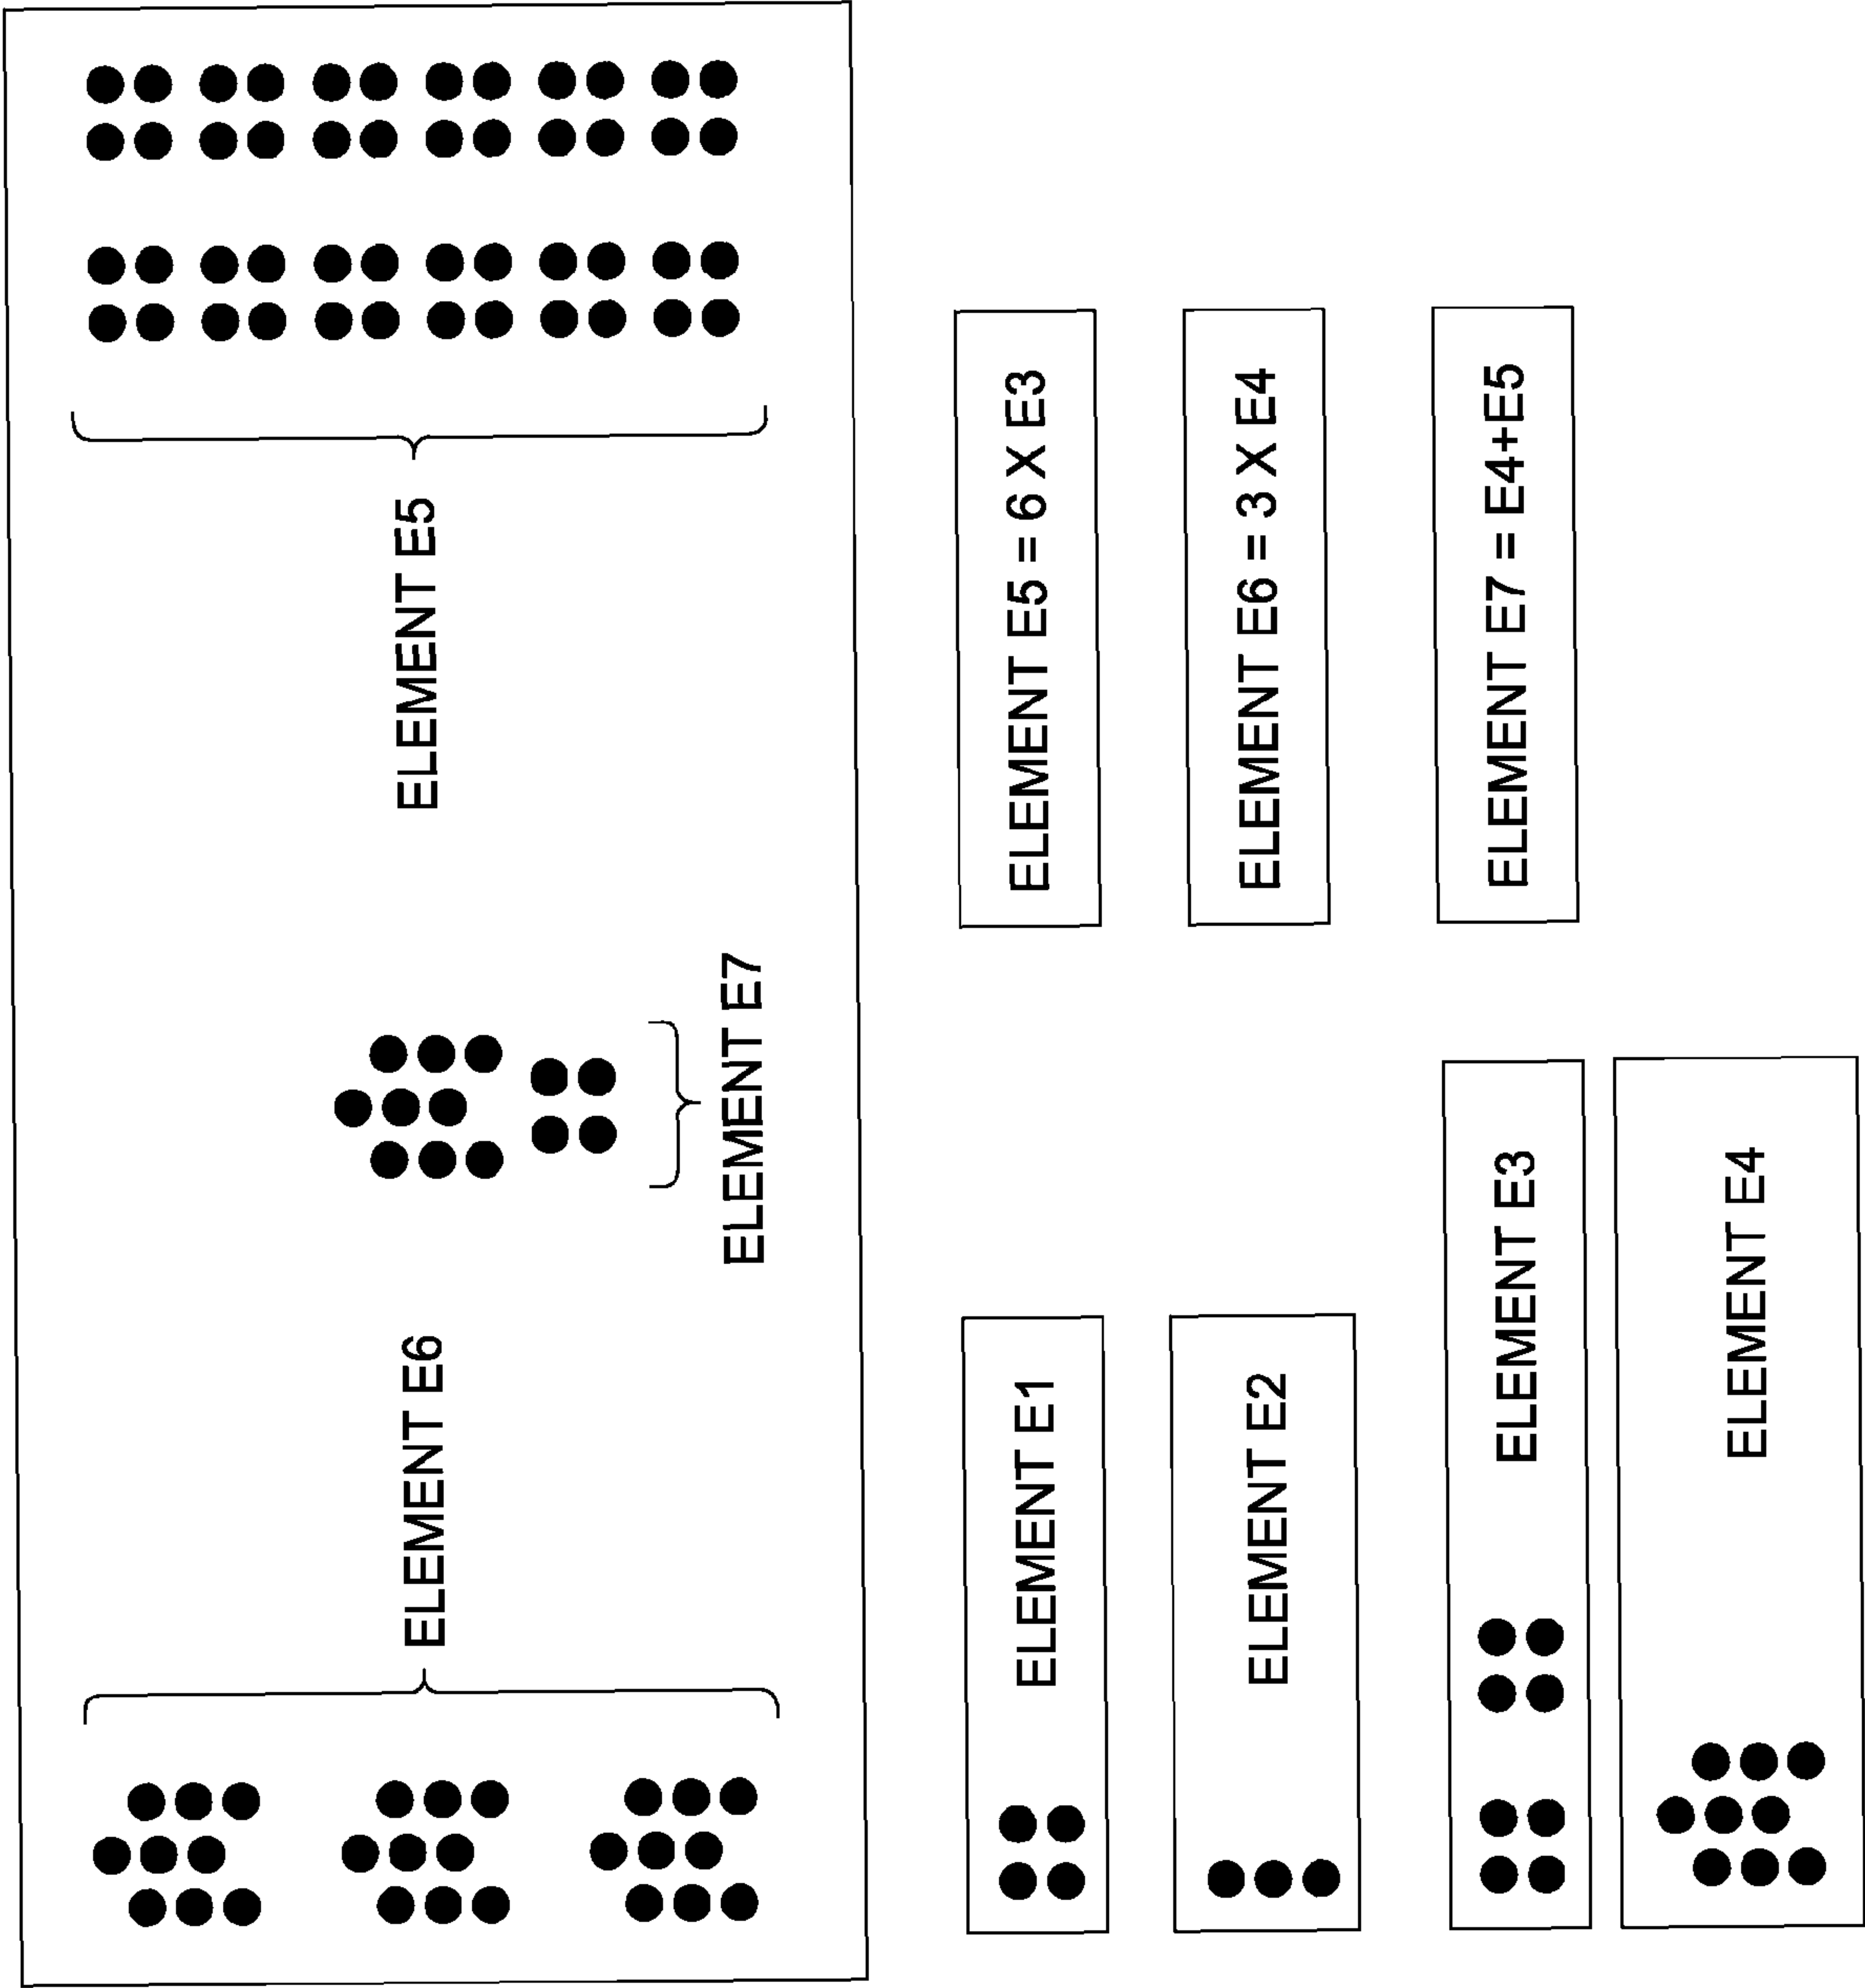 ELEMENT E6
ELEMENT E7
ELEMENT E5
ELEMENT E1
ELEMENT E5 = 6 X E3
ELEMENT E2
ELEMENT E6 = 3 X E4
ELEMENT E3
ELEMENT E7 = E4+E5
ELEMENT E4